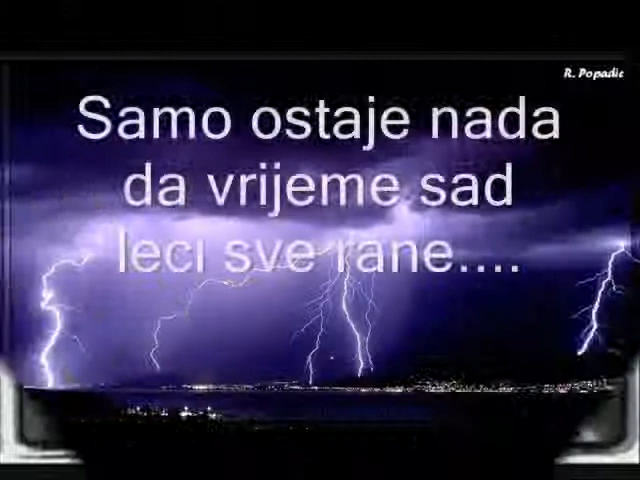 R. Popadic
Samo ostaje nada
da vrijeme sad
leci sve rane....